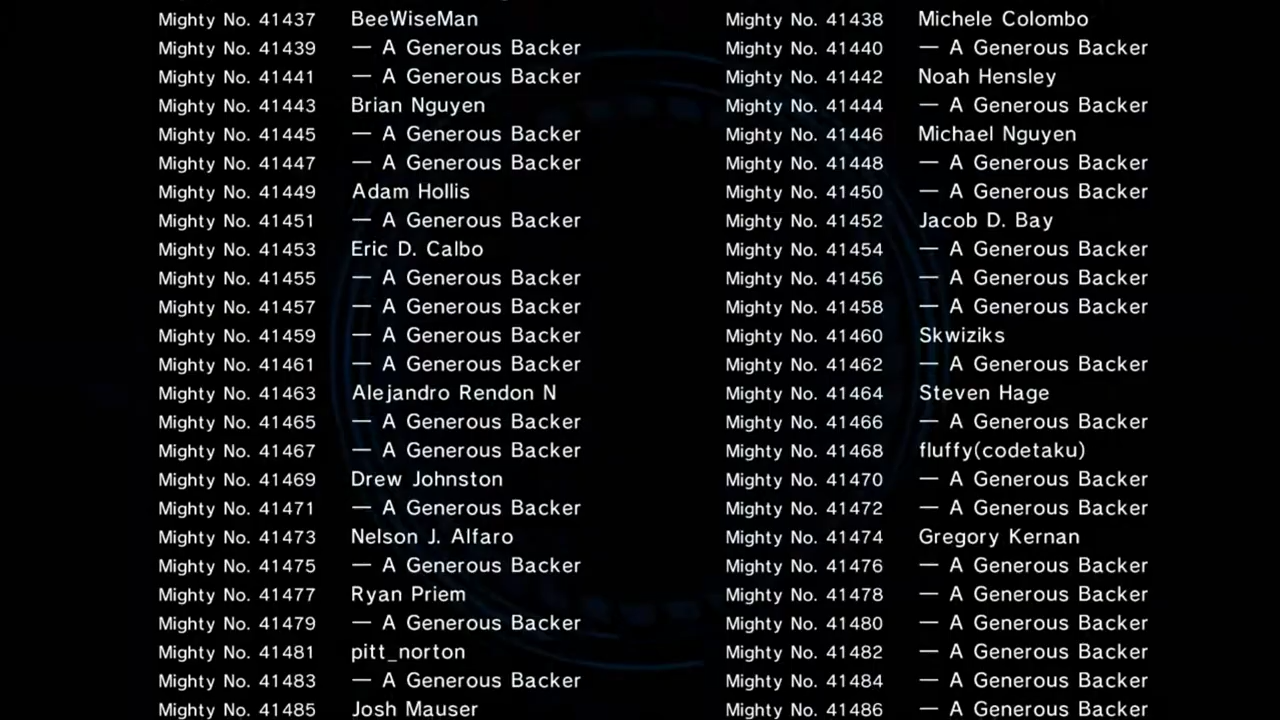 Mighty No. 41437 BeeWiseMan Mighty No. 41438 Michele Colombo
Mighty No. 41439 — A Generous Backer Mighty No. 41440 — A Generous Backer
Mighty No. 41441 — A Generous Backer Mighty No. 41442 Noah Hensley
Mighty No. 41443 Brian Nguyen Mighty No. 41444 — A Generous Backer
Mighty No. 41445 — A Generous Backer Mighty No. 41446 Michael Nguyen
Mighty No. 41447 — A Generous Backer Mighty No. 41448 — A Generous Backer
Mighty No. 41449 Adam Hollis Mighty No. 41450 — A Generous Backer
Mighty No. 41451 — A Generous Backer Mighty No. 41452 Jacob D. Bay
Mighty No. 41453 Eric D. Calbo Mighty No. 41454 — A Generous Backer
Mighty No. 41455 — A Generous Backer Mighty No. 41456 — A Generous Backer
Mighty No. 41457 — A Generous Backer Mighty No. 41458 — A Generous Backer
Mighty No. 41459 — A Generous Backer Mighty No. 41460 Skwiziks
Mighty No. 41461 — A Generous Backer Mighty No. 41462 — A Generous Backer
Mighty No. 41463 Alejandro Rendon N Mighty No. 41464 Steven Hage
Mighty No. 41465 — A Generous Backer Mighty No. 41466 — A Generous Backer
Mighty No. 41467 — A Generous Backer Mighty No. 41468 fluffy(codetaku)
Mighty No. 41469 Drew Johnston Mighty No. 41470 — A Generous Backer
Mighty No. 41471 — A Generous Backer Mighty No. 41472 — A Generous Backer
Mighty No. 41473 Nelson J. Alfaro Mighty No. 41474 Gregory Kernan
Mighty No. 41475 — A Generous Backer Mighty No. 41476 — A Generous Backer
Mighty No. 41477 Ryan Priem Mighty No. 41478 — A Generous Backer
Mighty No. 41479 — A Generous Backer Mighty No. 41480 — A Generous Backer
Mighty No. 41481 pitt_norton Mighty No. 41482 — A Generous Backer
Mighty No. 41483 — A Generous Backer Mighty No. 41484 — A Generous Backer
Mighty No. 41485 Josh Mauser Mighty No. 41486 — A Generous Backer